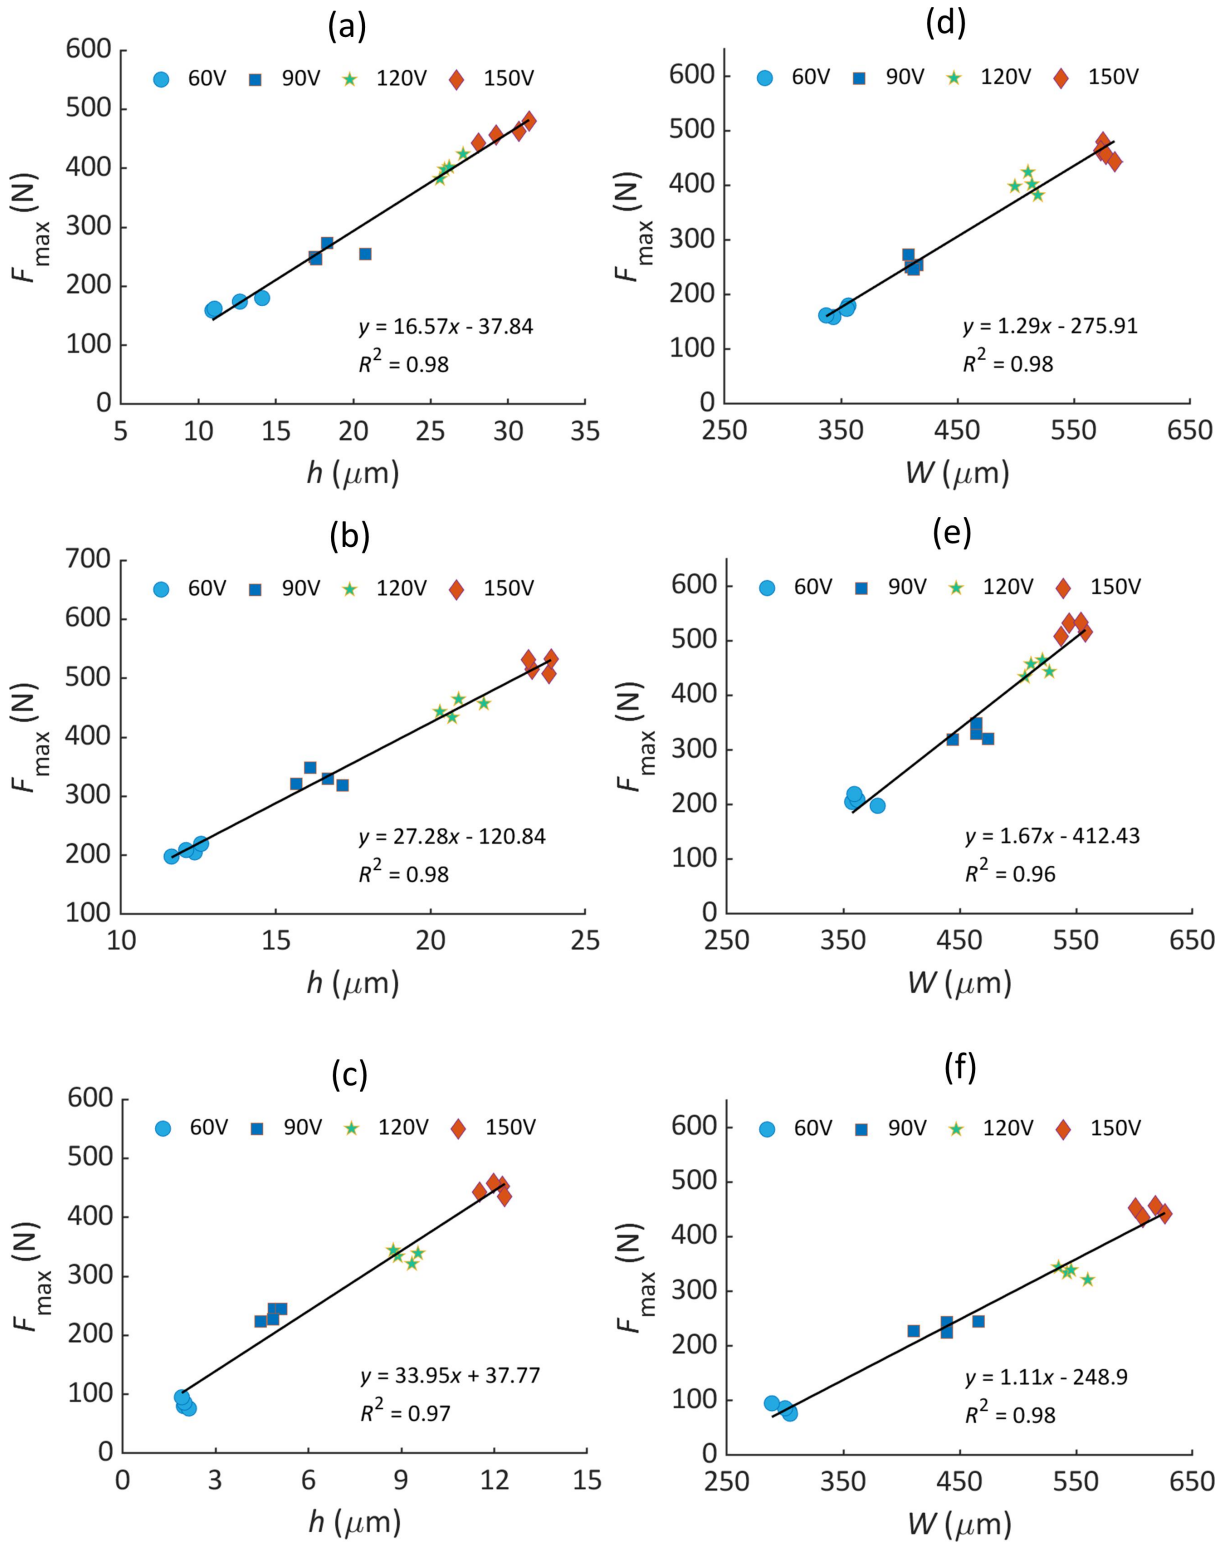 (a)
600
60V 90V 120V 150V
500
400
300
200
100
0
F max (N)
y = 16.57x - 37.84
R² = 0.98
5 10 15 20 25 30 35
h (μm)
(d)
600
60V 90V 120V 150V
500
400
300
200
100
0
F max (N)
y = 1.29x - 275.91
R² = 0.98
250 350 450 550 650
W (μm)
(b)
700
60V 90V 120V 150V
600
500
400
300
200
100
F max (N)
y = 27.28x - 120.84
R² = 0.98
10 15 20 25
h (μm)
(e)
600
60V 90V 120V 150V
500
400
300
200
100
0
F max (N)
y = 1.67x - 412.43
R² = 0.96
250 350 450 550 650
W (μm)
(c)
600
60V 90V 120V 150V
500
400
300
200
100
0
F max (N)
y = 33.95x + 37.77
R² = 0.97
0 3 6 9 12 15
h (μm)
(f)
600
60V 90V 120V 150V
500
400
300
200
100
0
F max (N)
y = 1.11x - 248.9
R² = 0.98
250 350 450 550 650
W (μm)